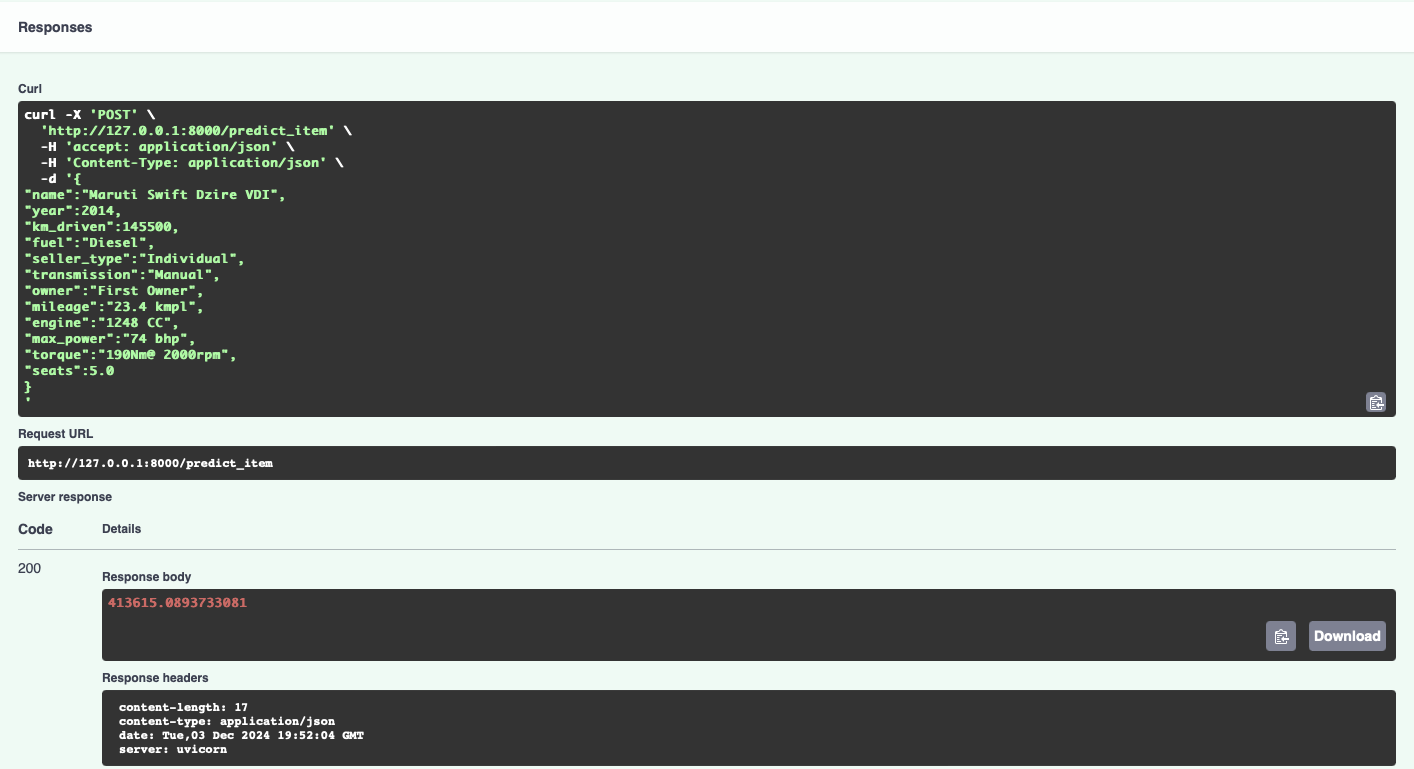 Responses
Curl
curl -X 'POST' \
  'http://127.0.0.1:8000/predict_item' \
  -H 'accept: application/json' \
  -H 'Content-Type: application/json' \
  -d '{
"name":"Maruti Swift Dzire VDI",
"year":2014,
"km_driven":145500,
"fuel":"Diesel",
"seller_type":"Individual",
"transmission":"Manual",
"owner":"First Owner",
"mileage":"23.4 kmpl",
"engine":"1248 CC",
"max_power":"74 bhp",
"torque":"190Nm@ 2000rpm",
"seats":5.0
}
'
Request URL
http://127.0.0.1:8000/predict_item
Server response
Code Details
200
Response body
413615.0893733081
Download
Response headers
content-length: 17
content-type: application/json
date: Tue,03 Dec 2024 19:52:04 GMT
server: uvicorn